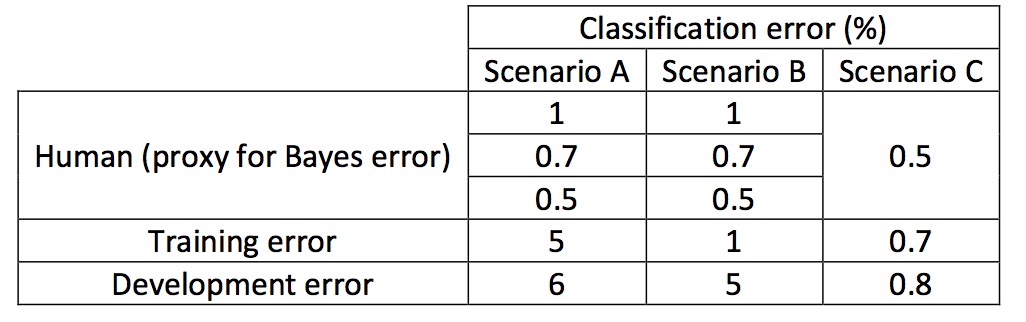 Classification error (%)
Scenario A Scenario B Scenario C
Human (proxy for Bayes error) 1 1 0.5
0.7 0.7
0.5 0.5
Training error 5 1 0.7
Development error 6 5 0.8